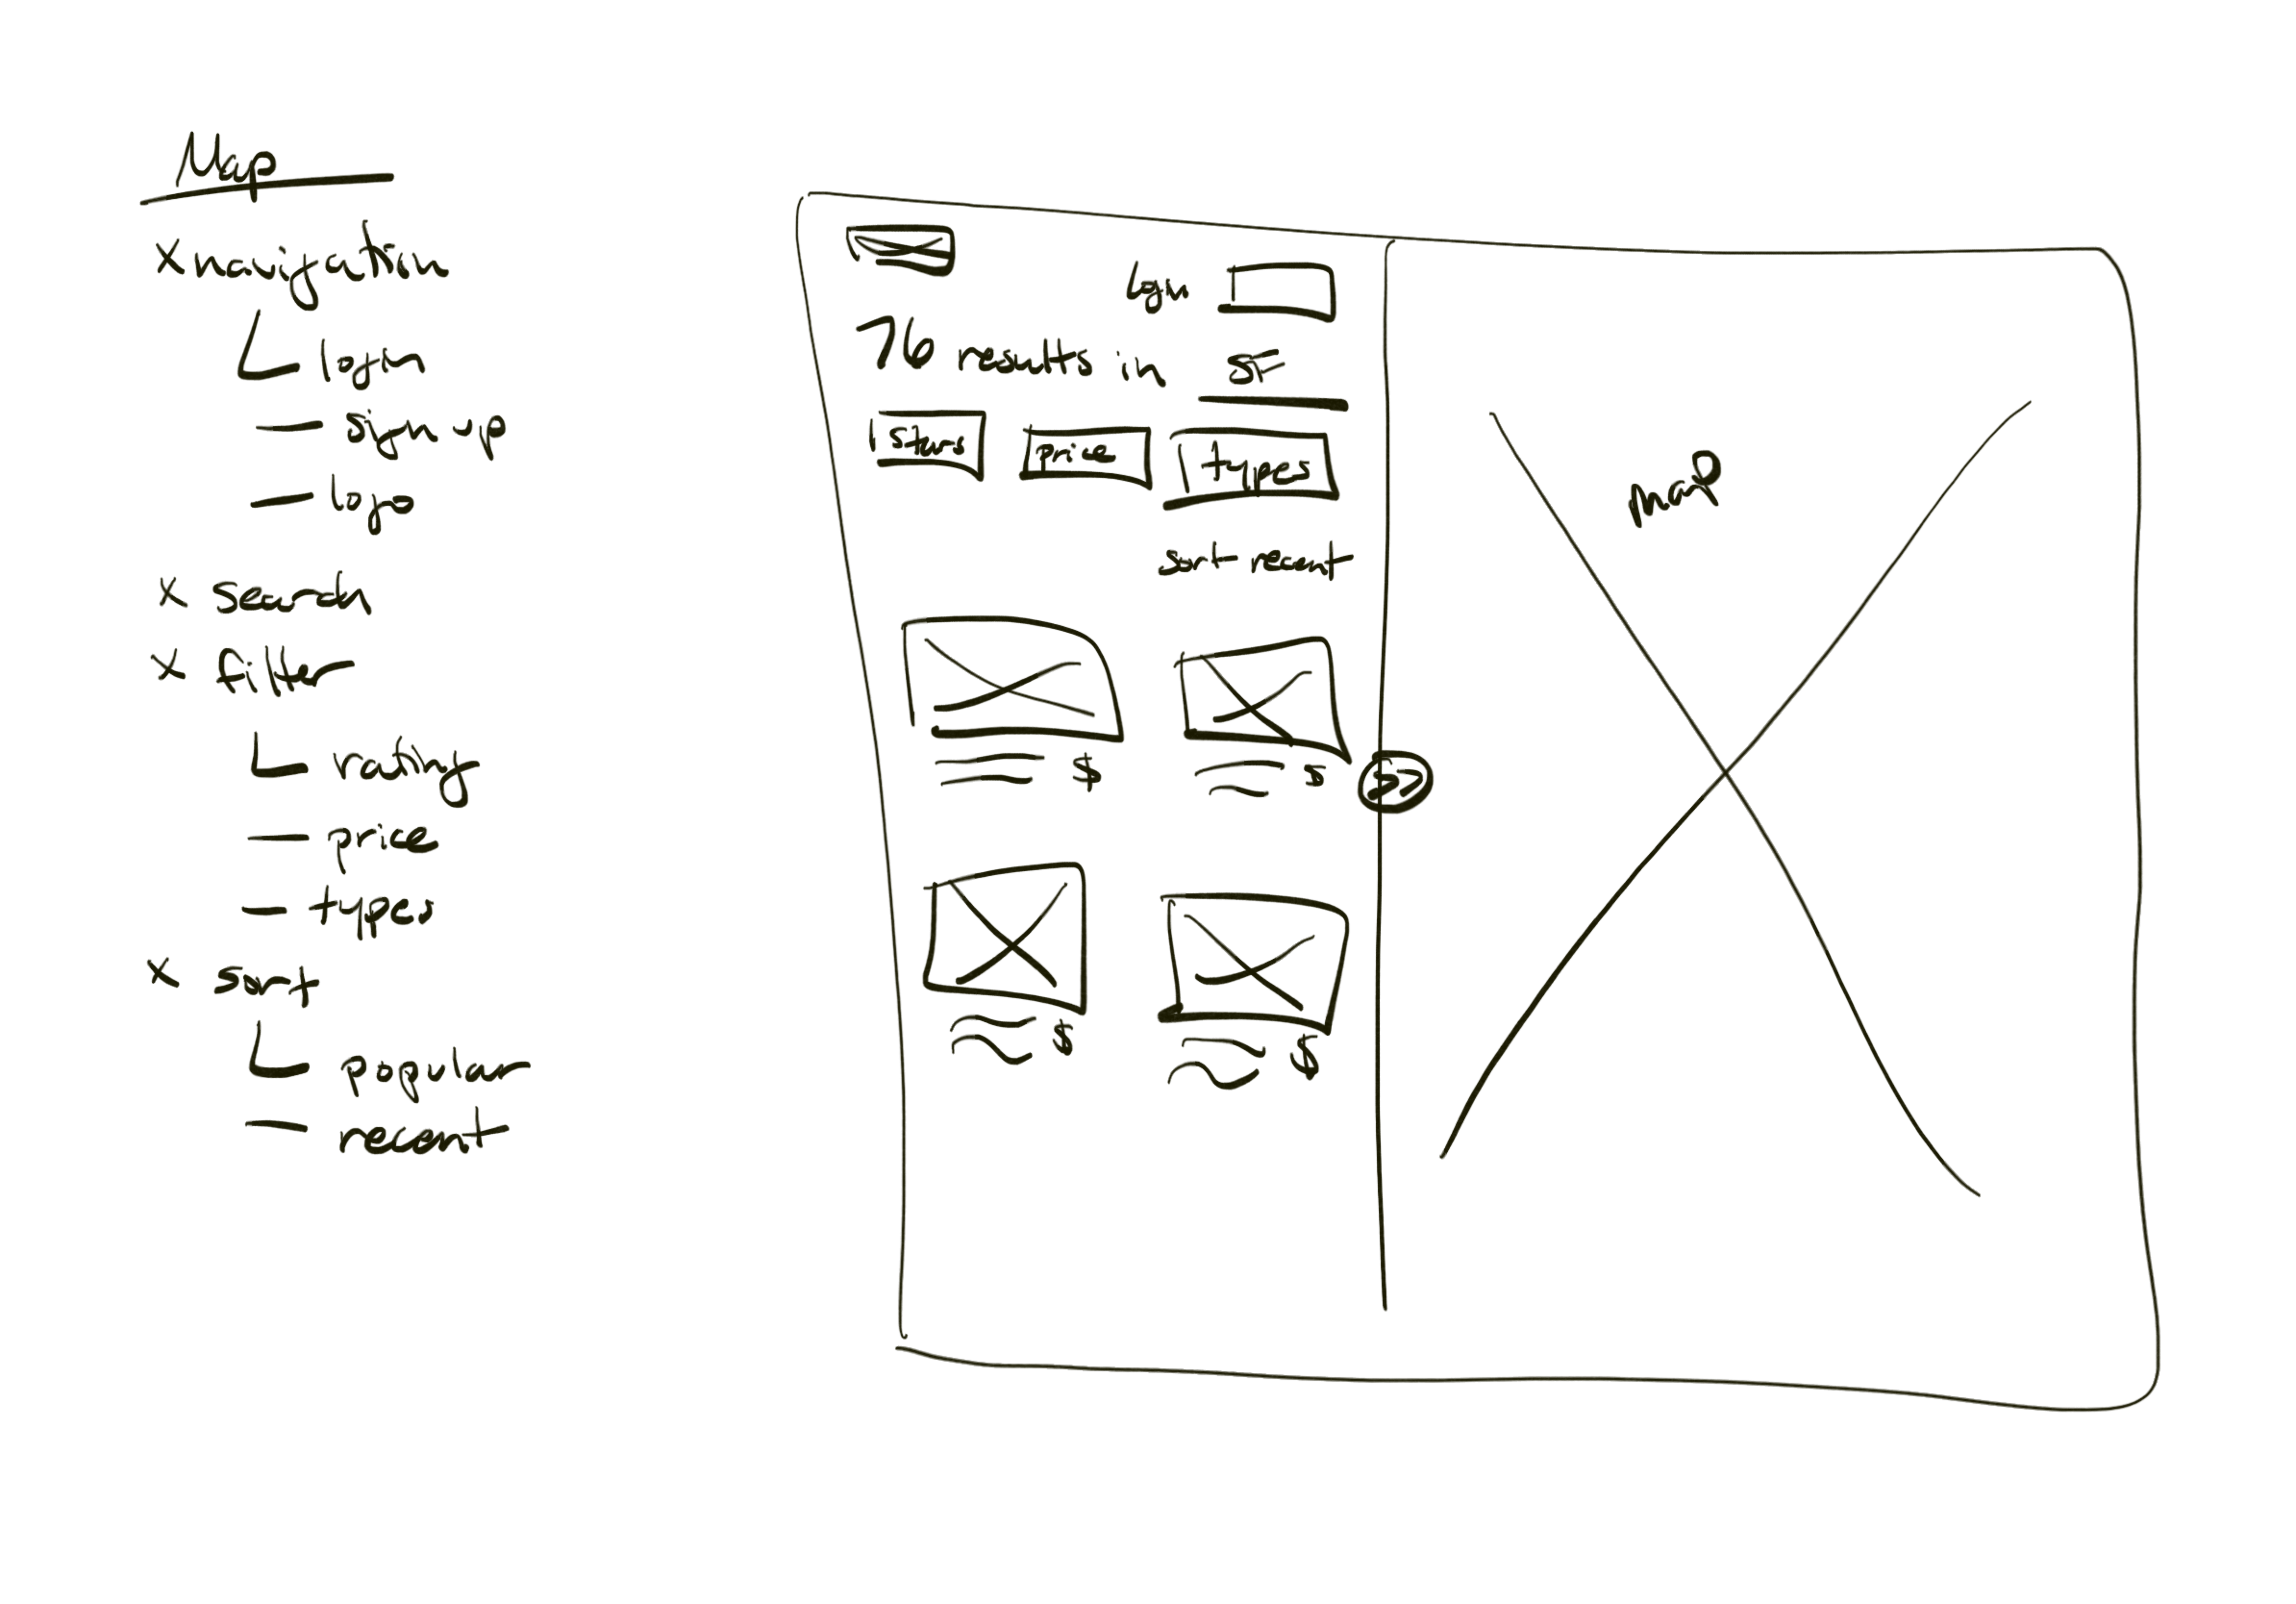 Map
x navigation
login
— sign up
— logo
x search
x filter
rating
— price
— types
x sort
popular
— recent
login
76 results in SF
stars price types
sort recent
$ $
>>
$ $
map